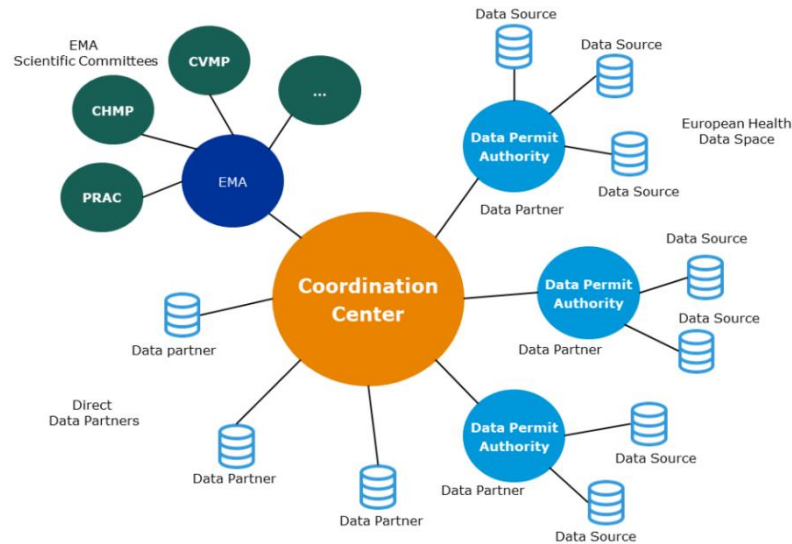 EMA
Scientific Committees
CVMP
...
CHMP
PRAC
EMA
Data Source
Data Source
Data Permit
Authority
Data Source
Data Partner
European Health
Data Space
Coordination
Center
Data Source
Data Permit
Authority
Data Source
Data Partner
Data partner
Direct
Data Partners
Data Partner
Data Partner
Data Permit
Authority
Data Source
Data Partner
Data Source